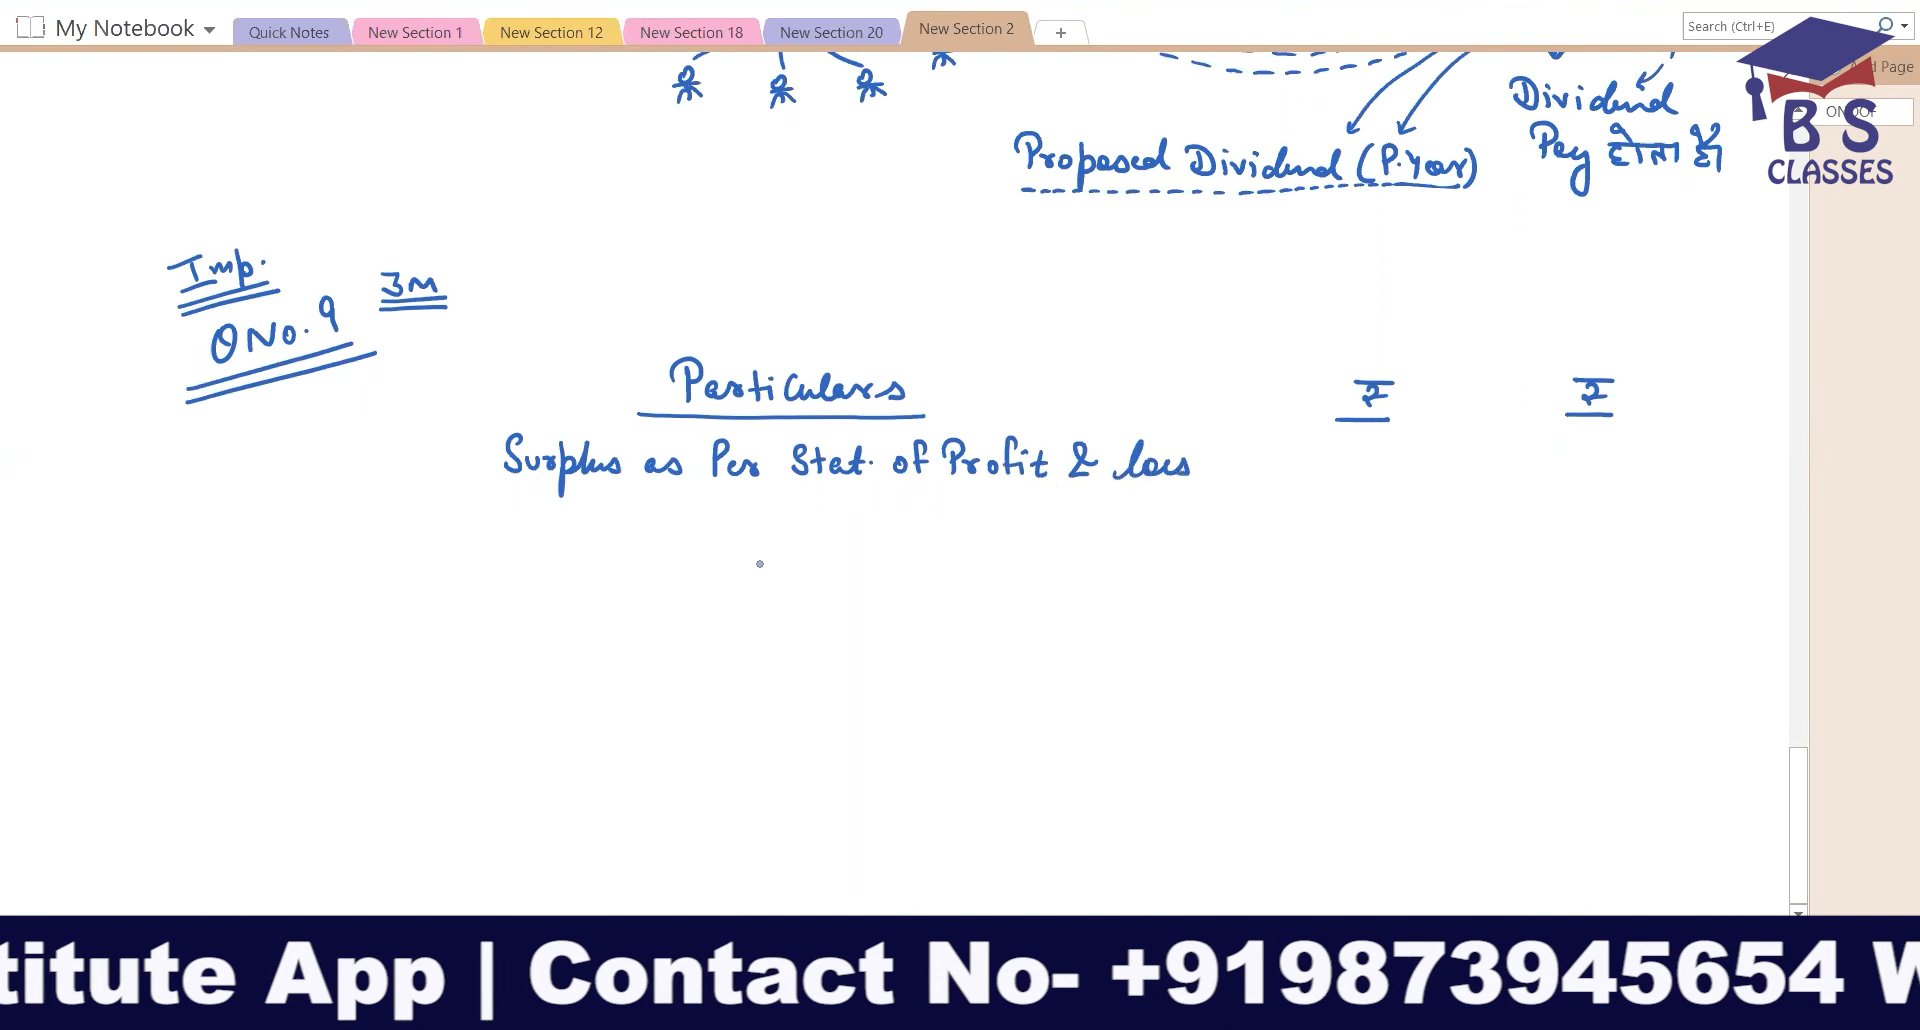 My Notebook
Quick Notes
New Section 1
New Section 12
New Section 18
New Section 20
New Section 2
+
Search (Ctrl+E)
Page
BS
CLASSES
Dividend
Pay होना है
Proposed Dividend (P.Year)
Imp.
3M
QNo. 9
Particulars
₹
₹
Surplus as Per Stat. of Profit & loss
titute App | Contact No- +919873945654 W